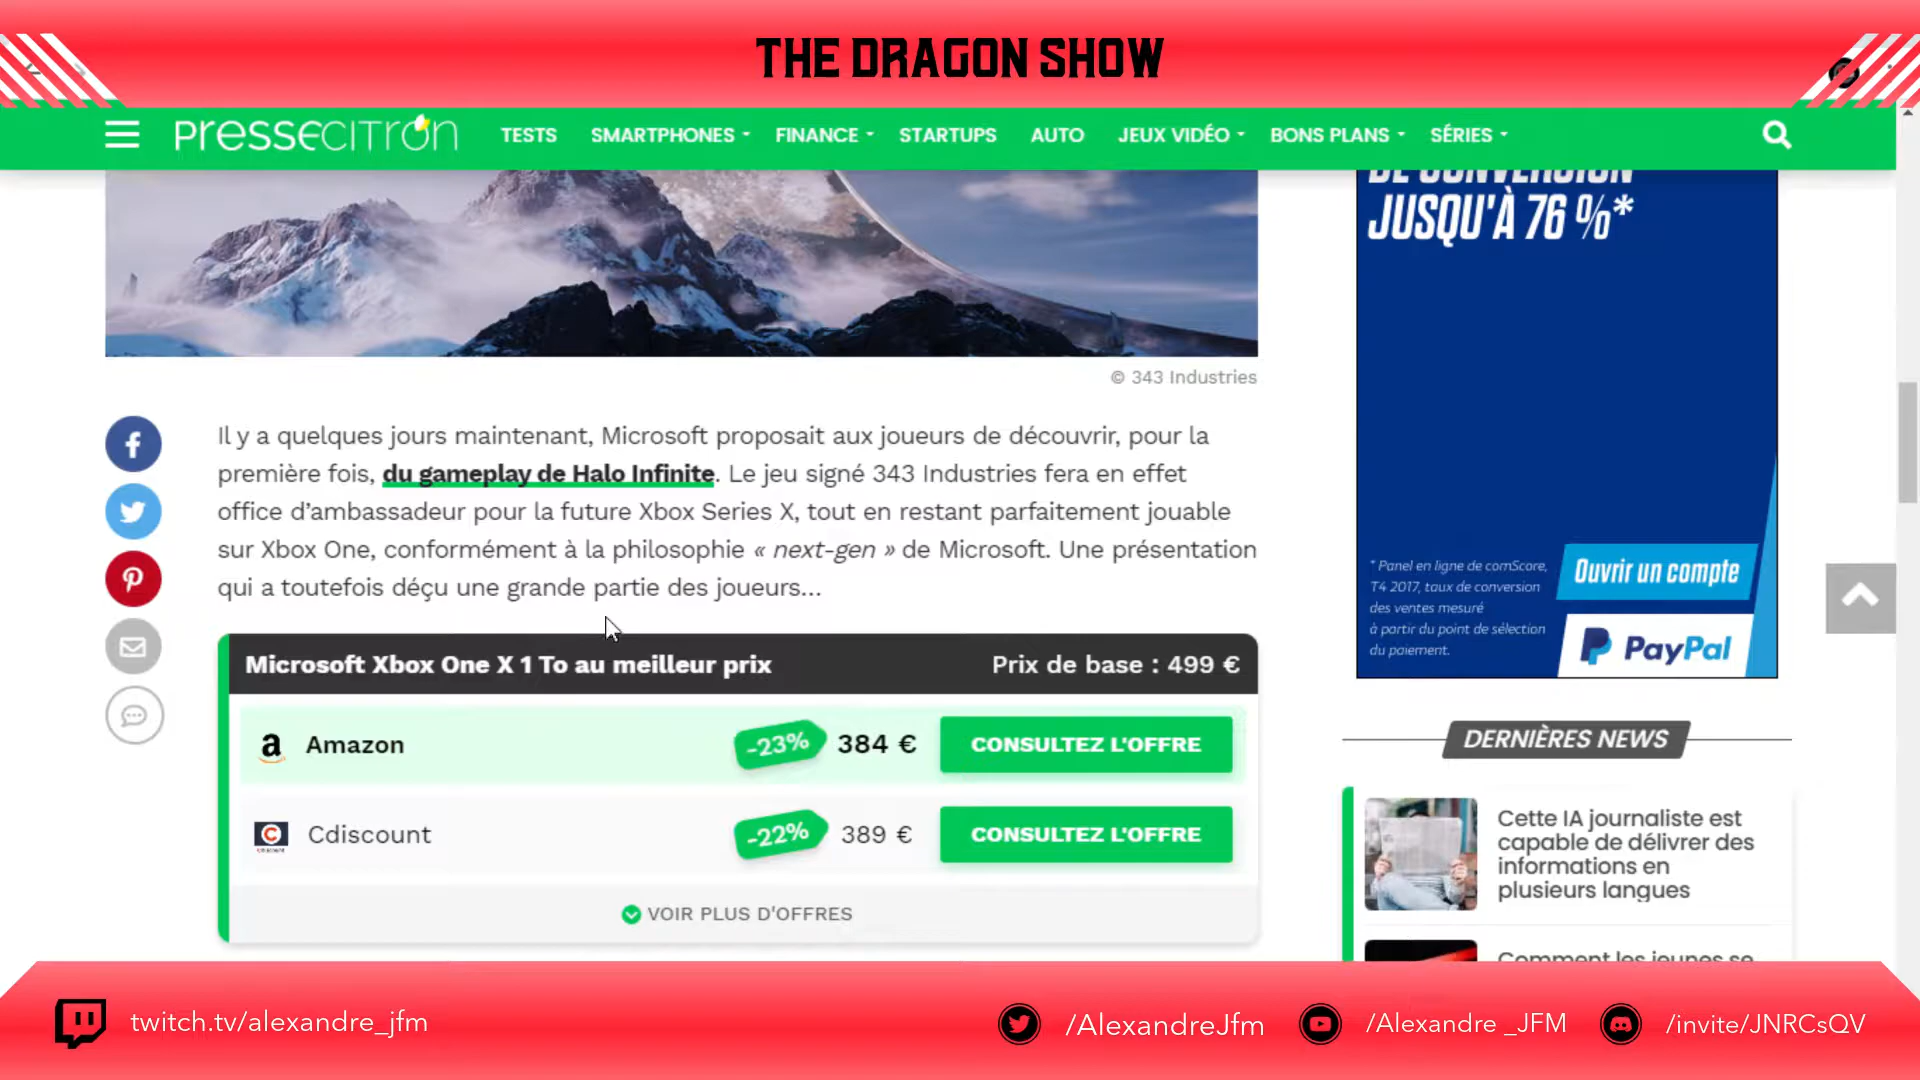 THE DRAGON SHOW
PRESSECITRON
TESTS
SMARTPHONES
FINANCE
STARTUPS
AUTO
JEUX VIDÉO
BONS PLANS
SÉRIES
DE CONVERSION
JUSQU'À 76 %*
© 343 Industries
Il y a quelques jours maintenant, Microsoft proposait aux joueurs de découvrir, pour la
première fois, du gameplay de Halo Infinite. Le jeu signé 343 Industries fera en effet
office d'ambassadeur pour la future Xbox Series X, tout en restant parfaitement jouable
sur Xbox One, conformément à la philosophie « next-gen » de Microsoft. Une présentation
qui a toutefois déçu une grande partie des joueurs...
* Panel en ligne de comScore,
T4 2017, taux de conversion
des ventes mesuré
à partir du point de sélection
du paiement.
Ouvrir un compte
PayPal
Microsoft Xbox One X 1 To au meilleur prix
Prix de base : 499 €
Amazon
-23%
384 €
CONSULTEZ L'OFFRE
Cdiscount
-22%
389 €
CONSULTEZ L'OFFRE
VOIR PLUS D'OFFRES
DERNIÈRES NEWS
Cette IA journaliste est
capable de délivrer des
informations en
plusieurs langues
Comment les jeunes se
twitch.tv/alexandre_jfm
/AlexandreJfm
/Alexandre _JFM
/invite/JNRCsQV